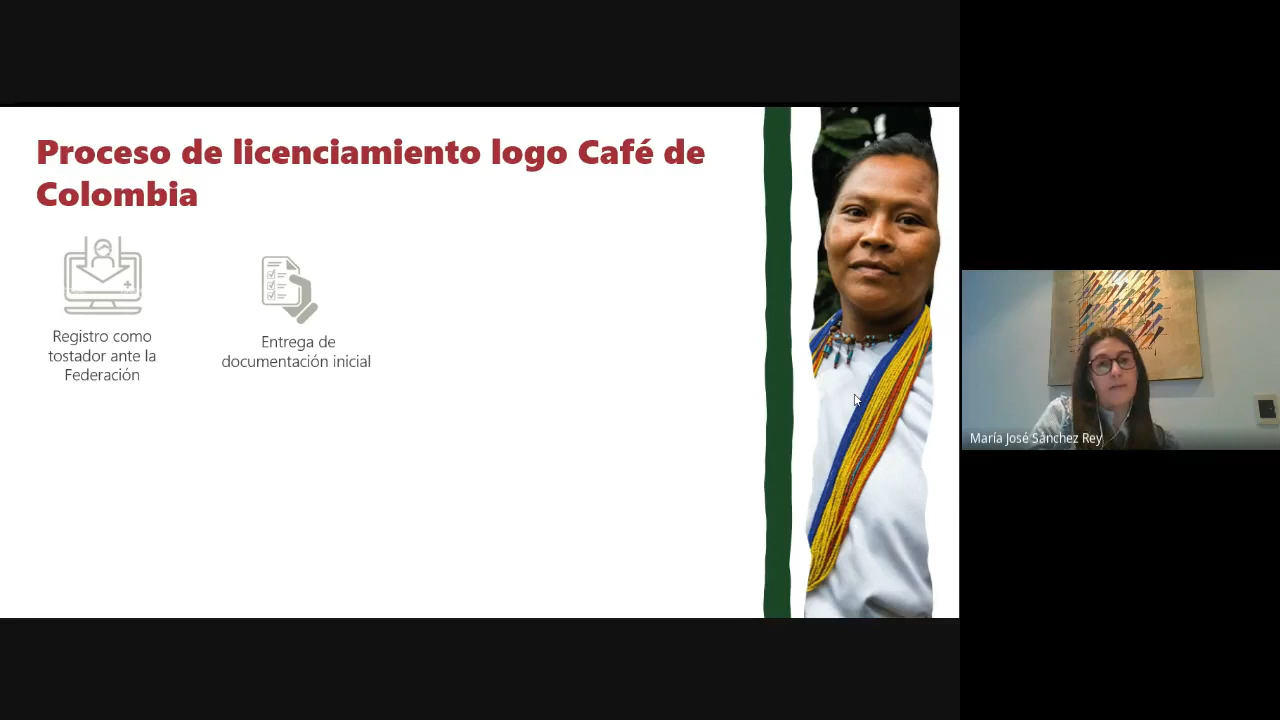 Proceso de licenciamiento logo Café de
Colombia
Registro como
tostador ante la
Federación
Entrega de
documentación inicial
María José Sánchez Rey